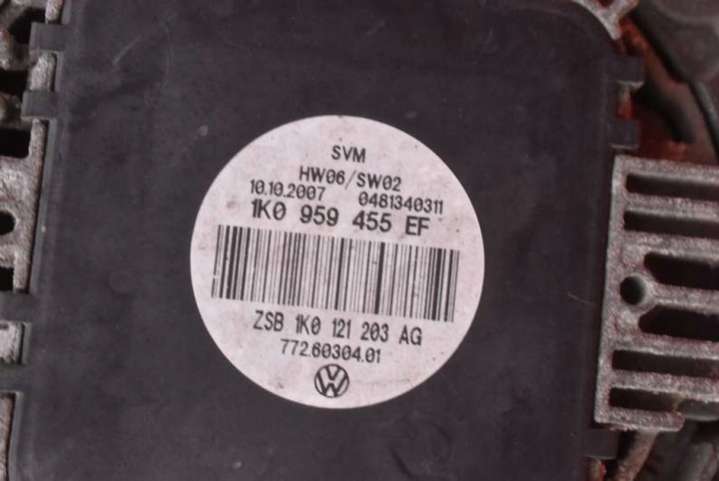 SVM
HW06/SW02
10.10.2007 0481340311
1K0 959 455 EF
ZSB 1K0 121 203 AG
772.60304.01
VW